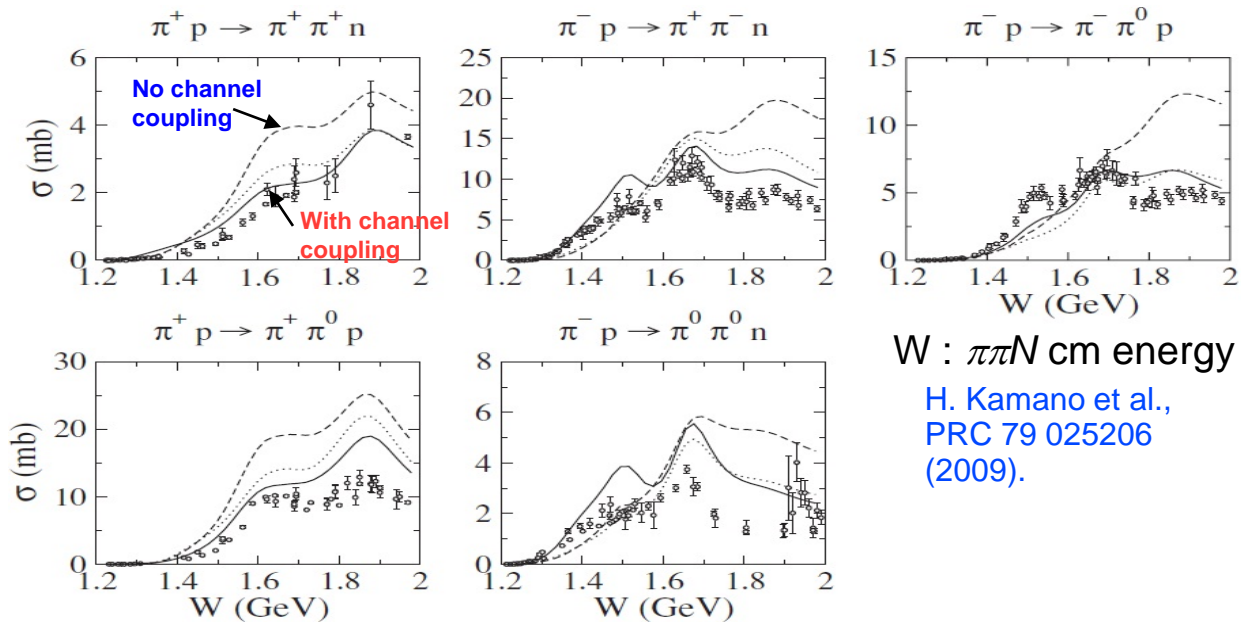 π⁺ p → π⁺ π⁺ n
π⁻ p → π⁺ π⁻ n
π⁻ p → π⁻ π⁰ p
6
4
2
0
σ (mb)
No channel
coupling
With channel
coupling
1.2 1.4 1.6 1.8 2
25
20
15
10
5
0
1.2 1.4 1.6 1.8 2
15
10
5
0
1.2 1.4 1.6 1.8 2
W (GeV)
π⁺ p → π⁺ π⁰ p
π⁻ p → π⁰ π⁰ n
30
20
10
0
σ (mb)
1.2 1.4 1.6 1.8 2
W (GeV)
8
6
4
2
0
1.2 1.4 1.6 1.8 2
W (GeV)
W : ππN cm energy
H. Kamano et al.,
PRC 79 025206
(2009).